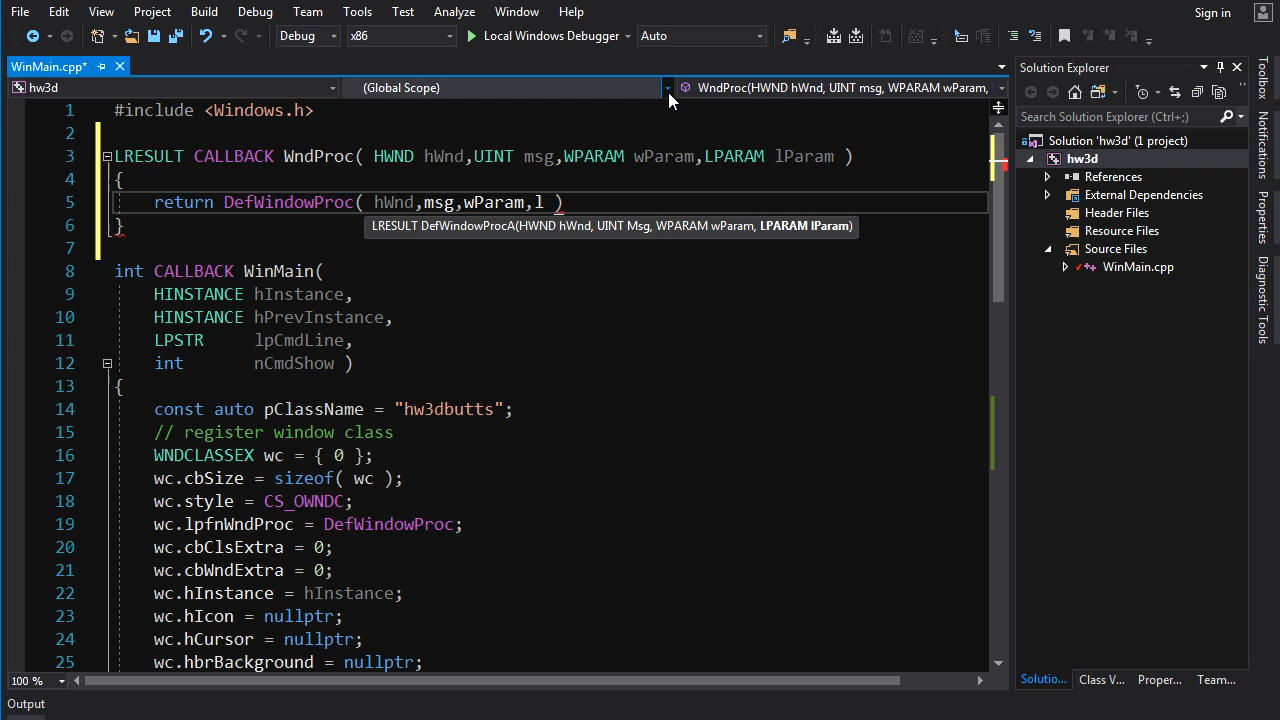 File Edit View Project Build Debug Team Tools Test Analyze Window Help Sign in
Debug x86 Local Windows Debugger Auto
WinMain.cpp*
hw3d (Global Scope) WndProc(HWND hWnd, UINT msg, WPARAM wParam,
1 #include <Windows.h>
2
3 LRESULT CALLBACK WndProc( HWND hWnd,UINT msg,WPARAM wParam,LPARAM lParam )
4 {
5 return DefWindowProc( hWnd,msg,wParam,l )
LRESULT DefWindowProcA(HWND hWnd, UINT Msg, WPARAM wParam, LPARAM lParam)
6 }
7
8 int CALLBACK WinMain(
9 HINSTANCE hInstance,
10 HINSTANCE hPrevInstance,
11 LPSTR lpCmdLine,
12 int nCmdShow )
13 {
14 const auto pClassName = "hw3dbutts";
15 // register window class
16 WNDCLASSEX wc = { 0 };
17 wc.cbSize = sizeof( wc );
18 wc.style = CS_OWNDC;
19 wc.lpfnWndProc = DefWindowProc;
20 wc.cbClsExtra = 0;
21 wc.cbWndExtra = 0;
22 wc.hInstance = hInstance;
23 wc.hIcon = nullptr;
24 wc.hCursor = nullptr;
25 wc.hbrBackground = nullptr;
100 %
Output
Solution Explorer
Search Solution Explorer (Ctrl+;)
Solution 'hw3d' (1 project)
hw3d
References
External Dependencies
Header Files
Resource Files
Source Files
WinMain.cpp
Solutio... Class V... Proper... Team...
Toolbox
Notifications
Properties
Diagnostic Tools